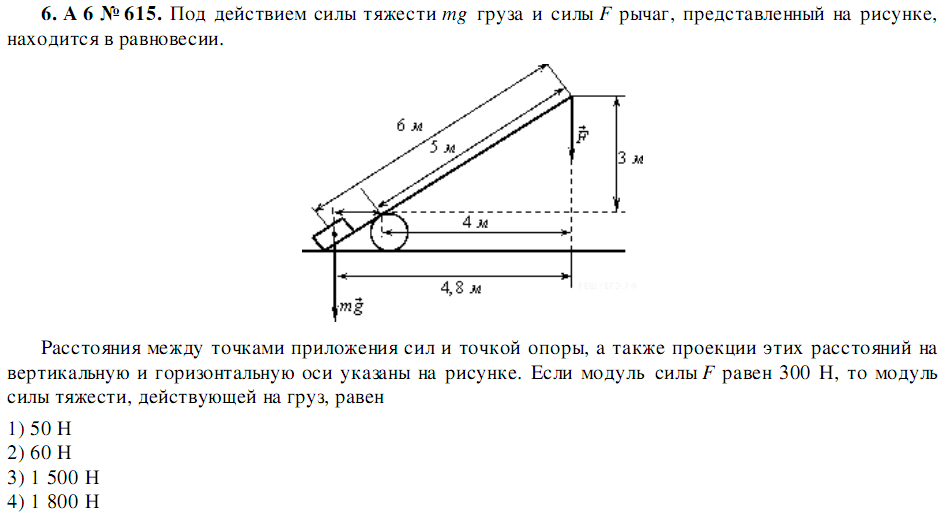 6. А 6 № 615. Под действием силы тяжести mg груза и силы F рычаг, представленный на рисунке,
находится в равновесии.
6 м
5 м
F
3 м
4 м
4,8 м
mg
Расстояния между точками приложения сил и точкой опоры, а также проекции этих расстояний на
вертикальную и горизонтальную оси указаны на рисунке. Если модуль силы F равен 300 Н, то модуль
силы тяжести, действующей на груз, равен
1) 50 Н
2) 60 Н
3) 1 500 Н
4) 1 800 Н